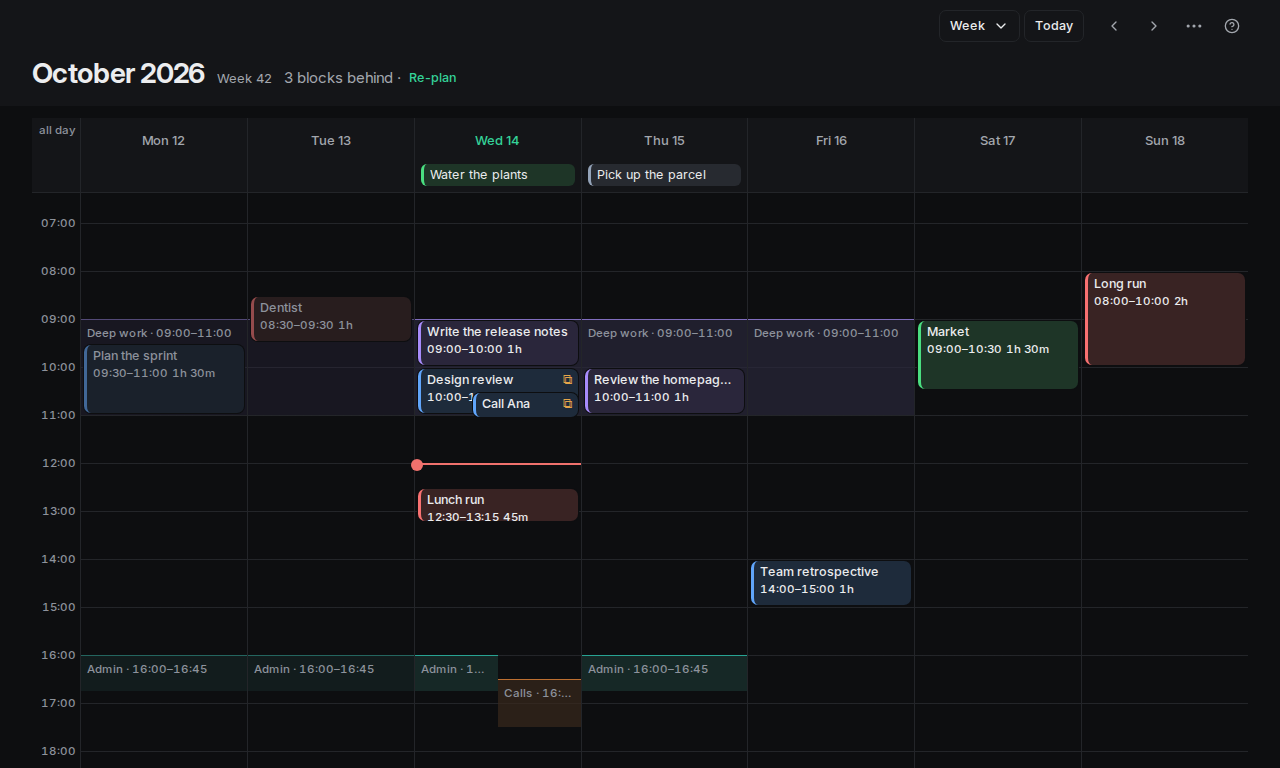 Week
Today
October 2026 Week 42 3 blocks behind · Re-plan
all day
Mon 12
Tue 13
Wed 14
Thu 15
Fri 16
Sat 17
Sun 18
Water the plants
Pick up the parcel
07:00
08:00
09:00
10:00
11:00
12:00
13:00
14:00
15:00
16:00
17:00
18:00
Deep work · 09:00–11:00
Plan the sprint
09:30–11:00 1h 30m
Admin · 16:00–16:45
Dentist
08:30–09:30 1h
Admin · 16:00–16:45
Write the release notes
09:00–10:00 1h
Design review
10:00–1
Call Ana
Lunch run
12:30–13:15 45m
Admin · 1...
Calls · 16:...
Deep work · 09:00–11:00
Review the homepag...
10:00–11:00 1h
Admin · 16:00–16:45
Deep work · 09:00–11:00
Team retrospective
14:00–15:00 1h
Market
09:00–10:30 1h 30m
Long run
08:00–10:00 2h